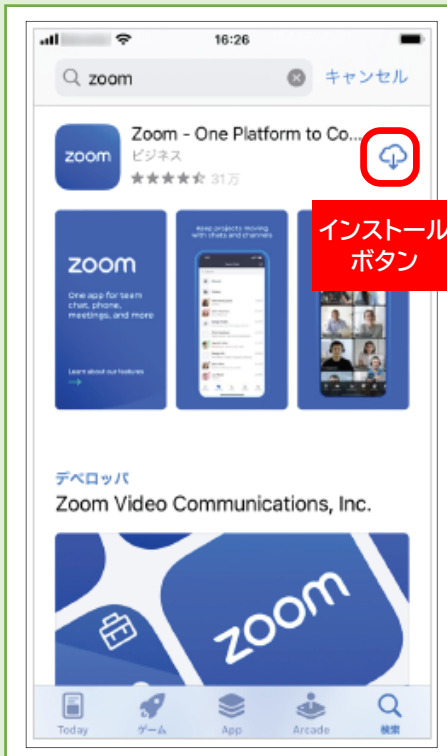 16:26
zoom
キャンセル
Zoom - One Platform to Co...
zoom
ビジネス
31万
インストール
ボタン
zoom
One app for team
chat, phone,
meetings, and more
Learn about our features
Keep projects moving
with chats and channels
デベロッパ
Zoom Video Communications, Inc.
zoom
Today
ゲーム
App
Arcade
検索